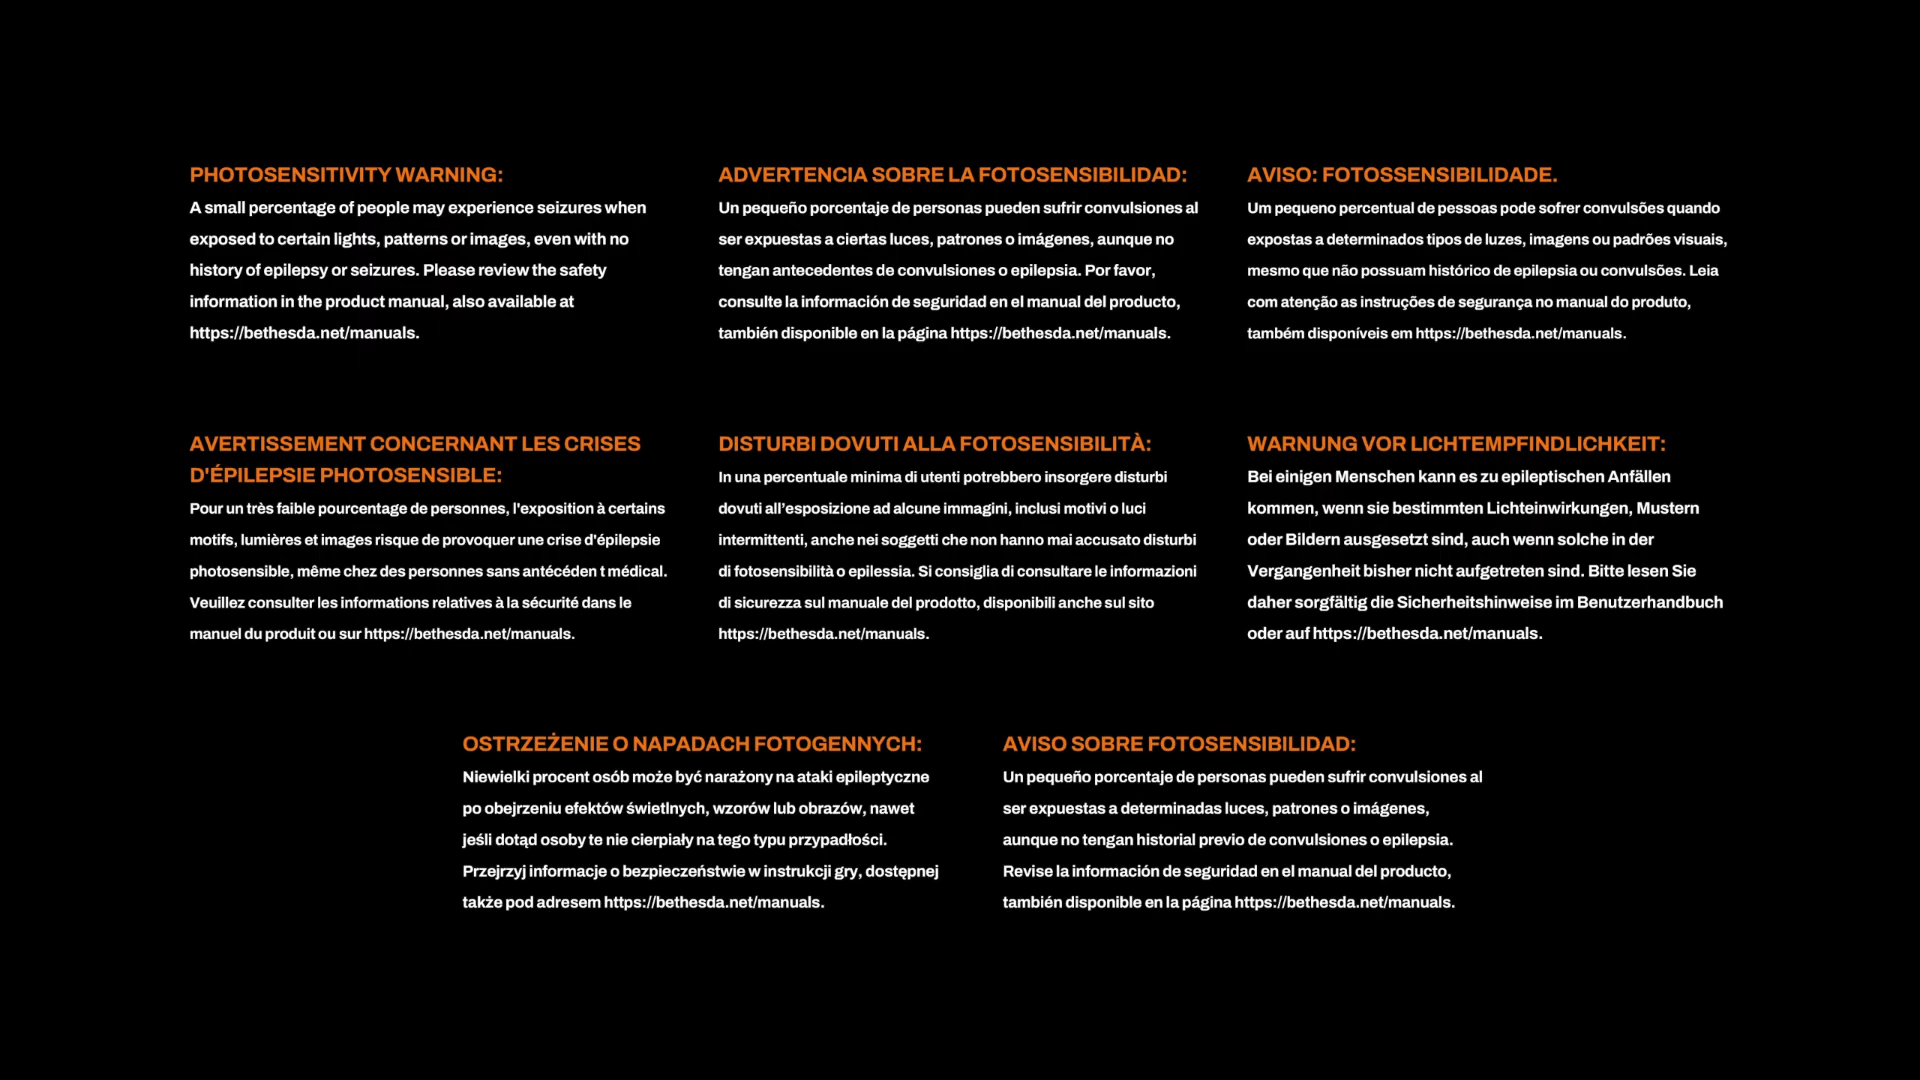 PHOTOSENSITIVITY WARNING:
A small percentage of people may experience seizures when
exposed to certain lights, patterns or images, even with no
history of epilepsy or seizures. Please review the safety
information in the product manual, also available at
https://bethesda.net/manuals.
ADVERTENCIA SOBRE LA FOTOSENSIBILIDAD:
Un pequeño porcentaje de personas pueden sufrir convulsiones al
ser expuestas a ciertas luces, patrones o imágenes, aunque no
tengan antecedentes de convulsiones o epilepsia. Por favor,
consulte la información de seguridad en el manual del producto,
también disponible en la página https://bethesda.net/manuals.
AVISO: FOTOSSENSIBILIDADE.
Um pequeno percentual de pessoas pode sofrer convulsões quando
expostas a determinados tipos de luzes, imagens ou padrões visuais,
mesmo que não possuam histórico de epilepsia ou convulsões. Leia
com atenção as instruções de segurança no manual do produto,
também disponíveis em https://bethesda.net/manuals.
AVERTISSEMENT CONCERNANT LES CRISES
D'ÉPILEPSIE PHOTOSENSIBLE:
Pour un très faible pourcentage de personnes, l'exposition à certains
motifs, lumières et images risque de provoquer une crise d'épilepsie
photosensible, même chez des personnes sans antécéden t médical.
Veuillez consulter les informations relatives à la sécurité dans le
manuel du produit ou sur https://bethesda.net/manuals.
DISTURBI DOVUTI ALLA FOTOSENSIBILITÀ:
In una percentuale minima di utenti potrebbero insorgere disturbi
dovuti all’esposizione ad alcune immagini, inclusi motivi o luci
intermittenti, anche nei soggetti che non hanno mai accusato disturbi
di fotosensibilità o epilessia. Si consiglia di consultare le informazioni
di sicurezza sul manuale del prodotto, disponibili anche sul sito
https://bethesda.net/manuals.
WARNUNG VOR LICHTEMPFINDLICHKEIT:
Bei einigen Menschen kann es zu epileptischen Anfällen
kommen, wenn sie bestimmten Lichteinwirkungen, Mustern
oder Bildern ausgesetzt sind, auch wenn solche in der
Vergangenheit bisher nicht aufgetreten sind. Bitte lesen Sie
daher sorgfältig die Sicherheitshinweise im Benutzerhandbuch
oder auf https://bethesda.net/manuals.
OSTRZEŻENIE O NAPADACH FOTOGENNYCH:
Niewielki procent osób może być narażony na ataki epileptyczne
po obejrzeniu efektów świetlnych, wzorów lub obrazów, nawet
jeśli dotąd osoby te nie cierpiały na tego typu przypadłości.
Przejrzyj informacje o bezpieczeństwie w instrukcji gry, dostępnej
także pod adresem https://bethesda.net/manuals.
AVISO SOBRE FOTOSENSIBILIDAD:
Un pequeño porcentaje de personas pueden sufrir convulsiones al
ser expuestas a determinadas luces, patrones o imágenes,
aunque no tengan historial previo de convulsiones o epilepsia.
Revise la información de seguridad en el manual del producto,
también disponible en la página https://bethesda.net/manuals.